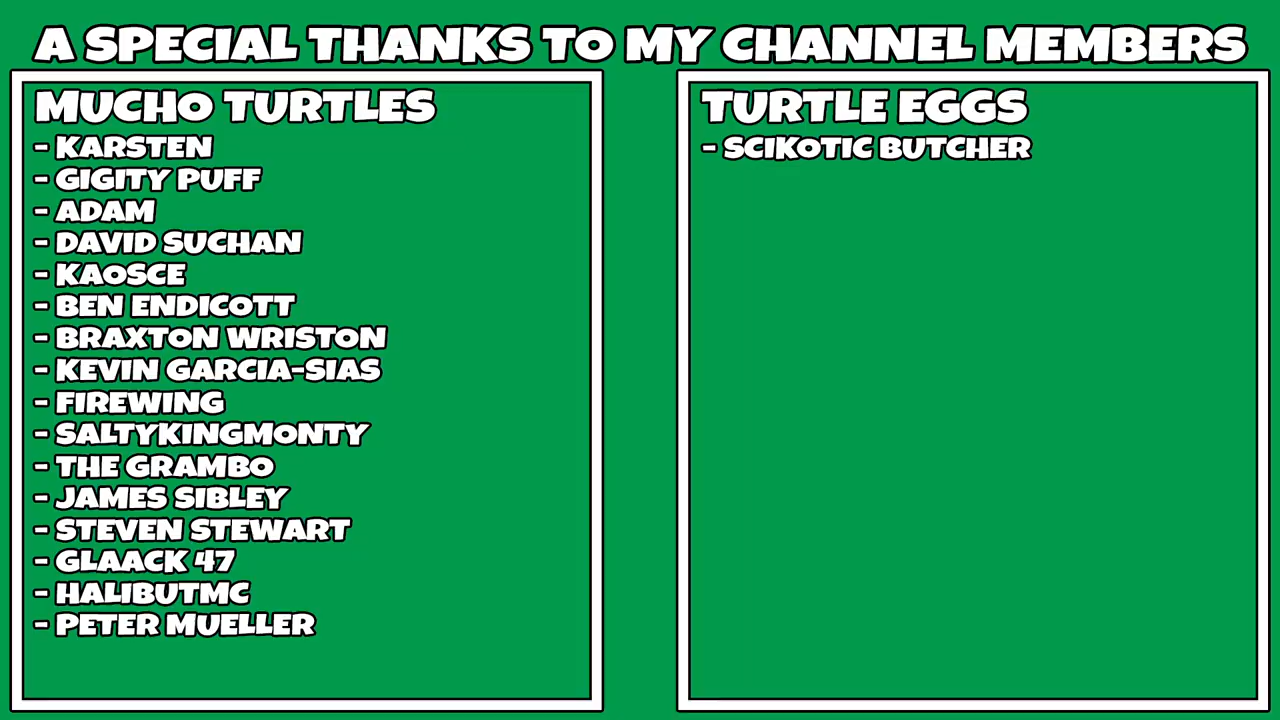 A SPECIAL THANKS TO MY CHANNEL MEMBERS
MUCHO TURTLES
- KARSTEN
- GIGITY PUFF
- ADAM
- DAVID SUCHAN
- KAOSCE
- BEN ENDICOTT
- BRAXTON WRISTON
- KEVIN GARCIA-SIAS
- FIREWING
- SALTYKINGMONTY
- THE GRAMBO
- JAMES SIBLEY
- STEVEN STEWART
- GLAACK 47
- HALIBUTMC
- PETER MUELLER
TURTLE EGGS
- SCIKOTIC BUTCHER